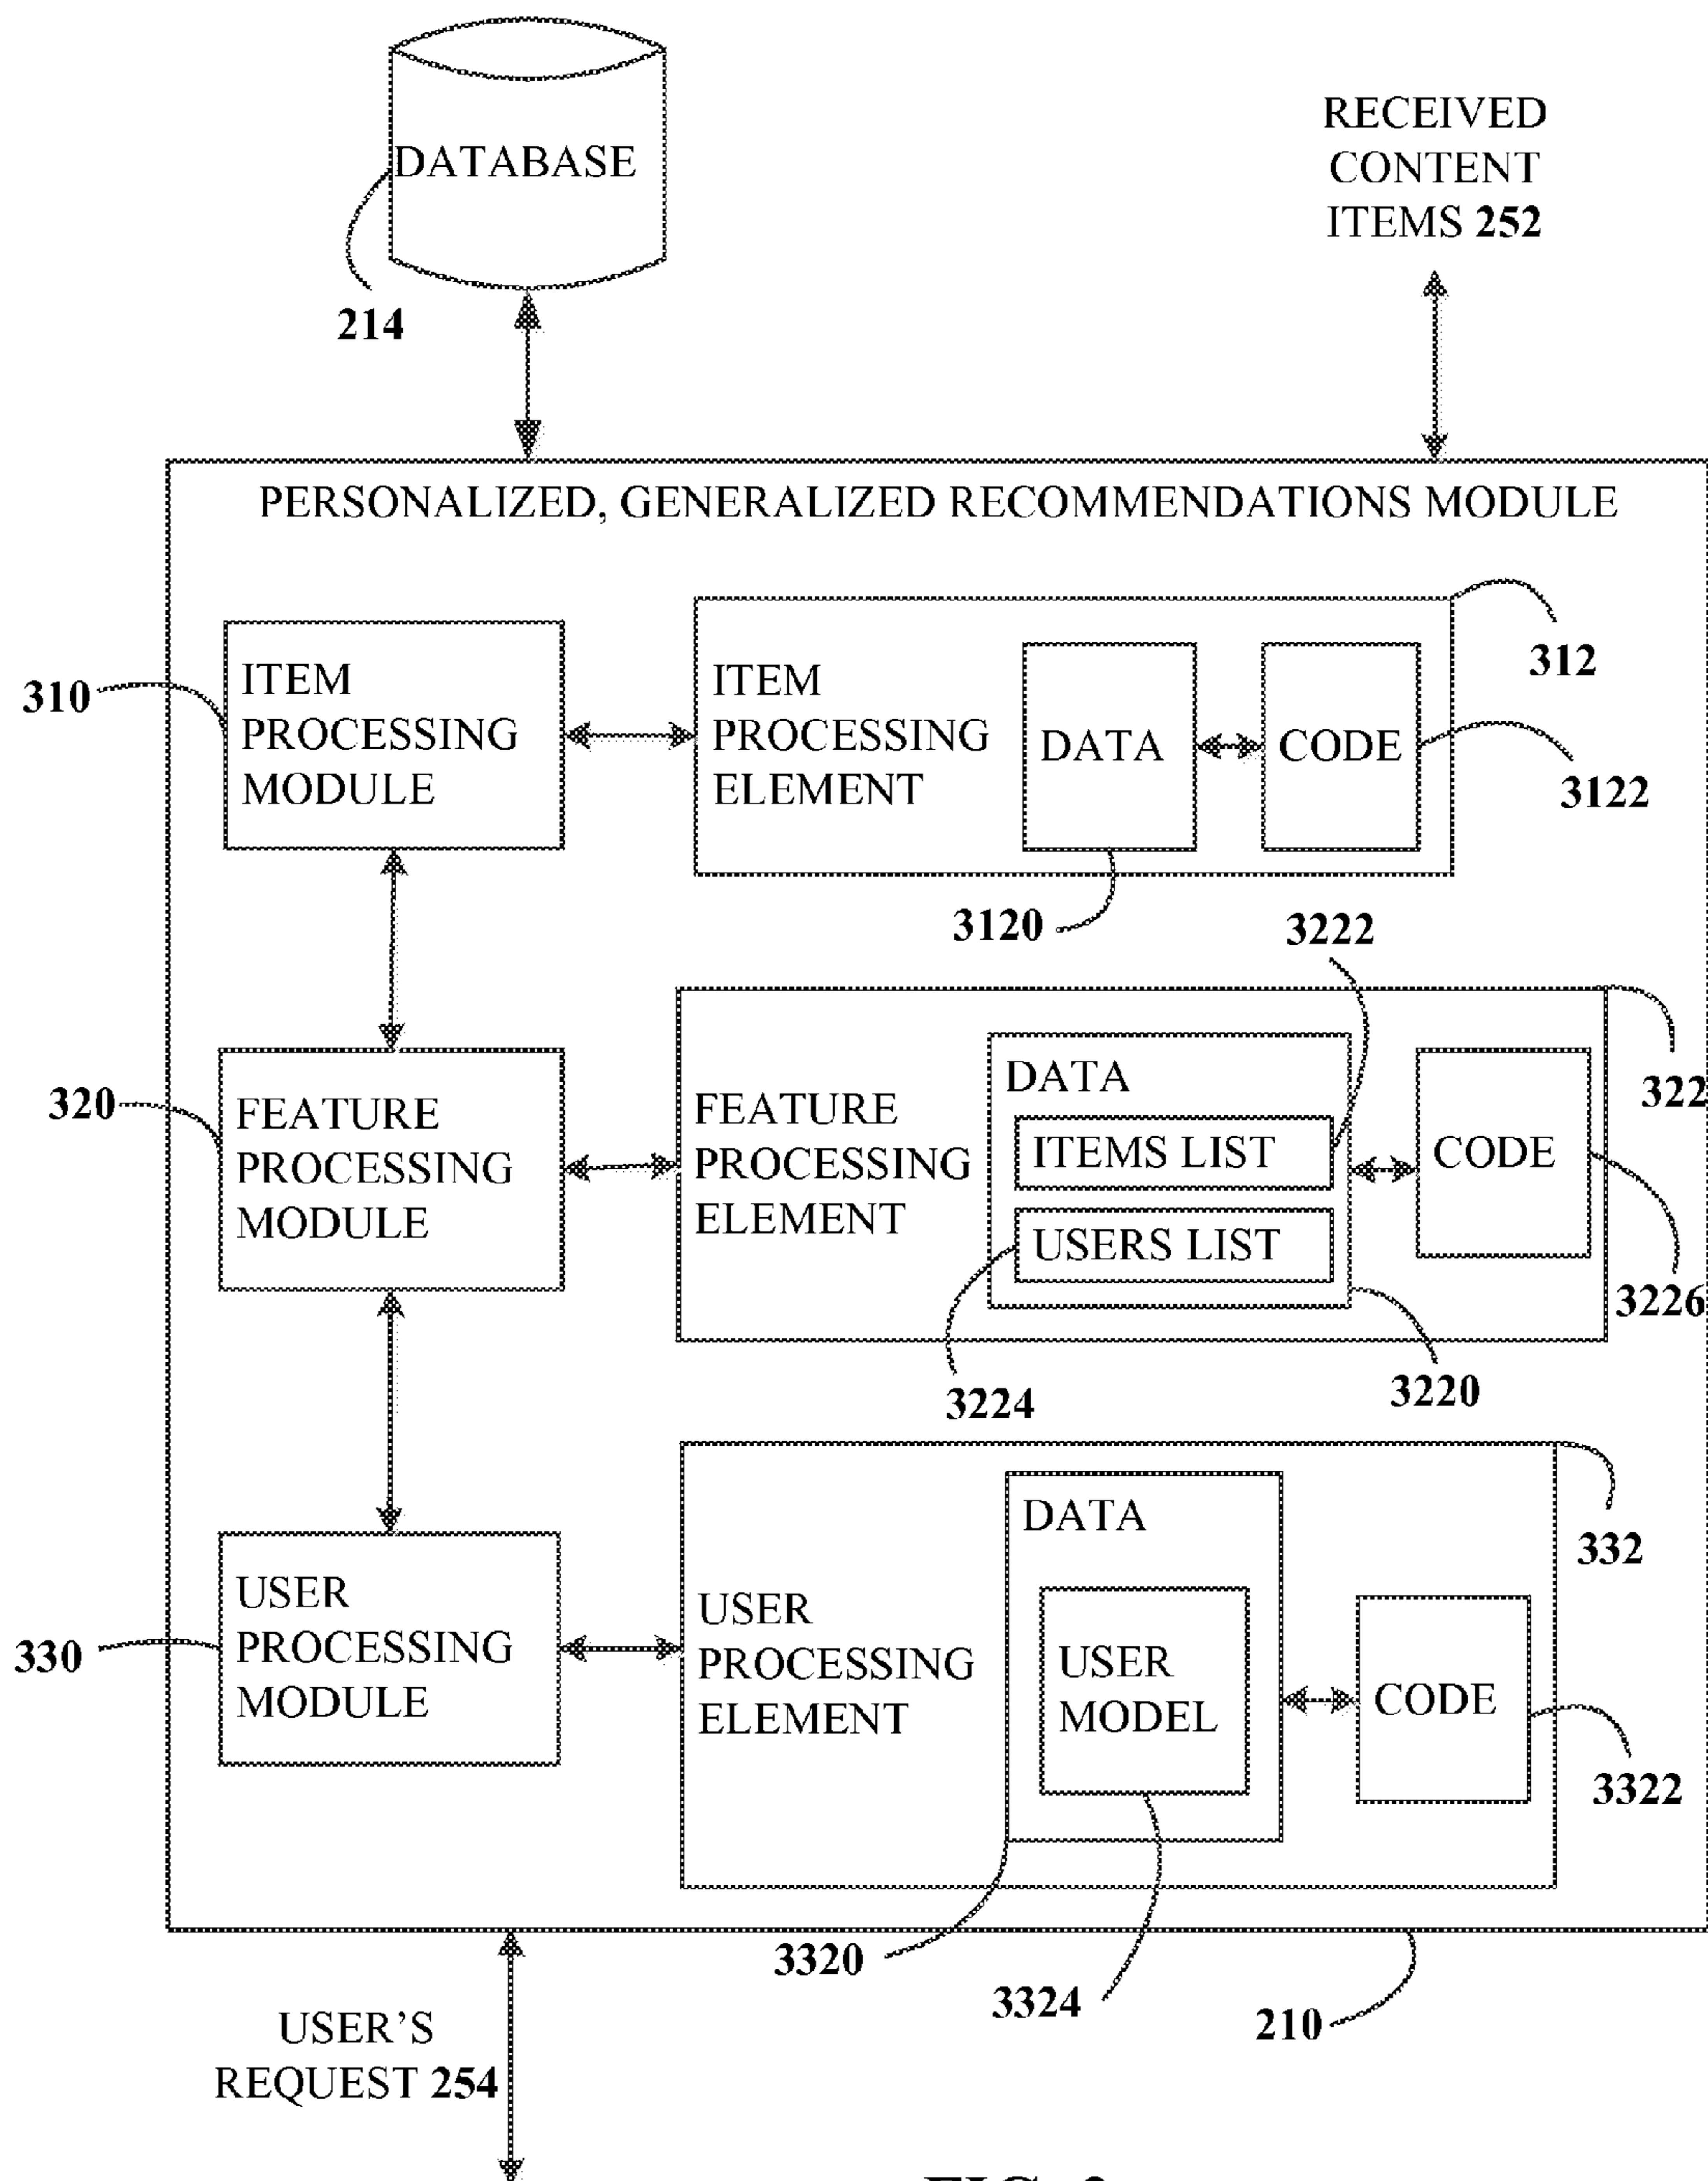 DATABASE
214
RECEIVED
CONTENT
ITEMS 252
PERSONALIZED, GENERALIZED RECOMMENDATIONS MODULE
310
ITEM
PROCESSING
MODULE
ITEM
PROCESSING
ELEMENT
DATA
CODE
312
3122
3120
3222
320
FEATURE
PROCESSING
MODULE
FEATURE
PROCESSING
ELEMENT
DATA
ITEMS LIST
USERS LIST
CODE
322
3226
3224
3220
330
USER
PROCESSING
MODULE
USER
PROCESSING
ELEMENT
DATA
USER
MODEL
CODE
332
3322
3320
3324
210
USER'S
REQUEST 254